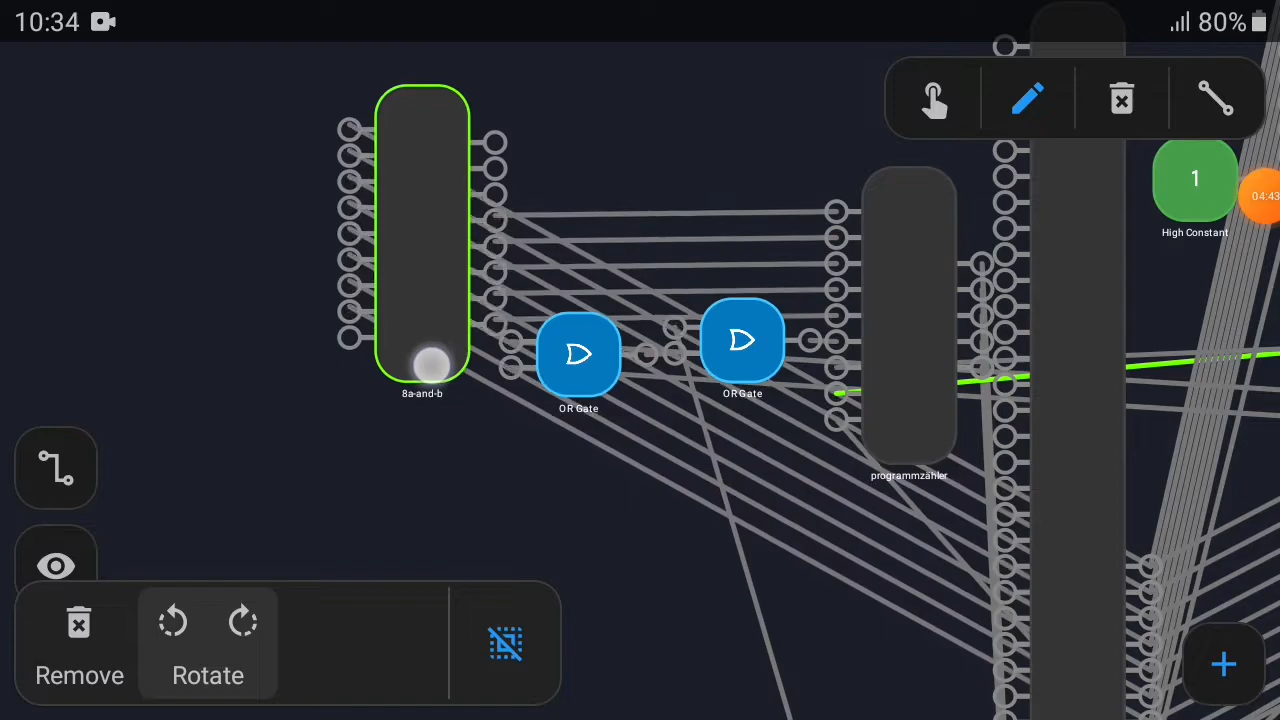 10:34
80%
1
High Constant
04:43
8a-and-b
OR Gate
OR Gate
programmzähler
Remove
Rotate